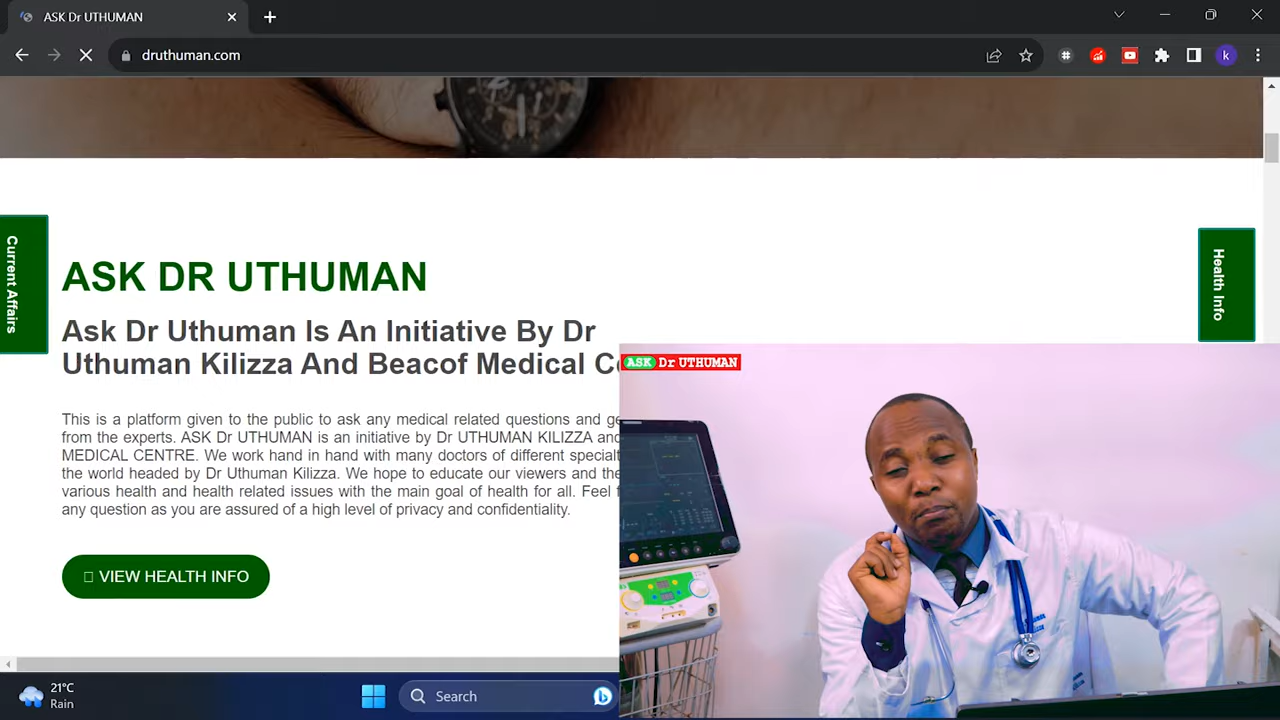 ASK Dr UTHUMAN
druthuman.com
k
Current Affairs
Health Info
ASK DR UTHUMAN
Ask Dr Uthuman Is An Initiative By Dr
Uthuman Kilizza And Beacof Medical C
This is a platform given to the public to ask any medical related questions and ge
from the experts. ASK Dr UTHUMAN is an initiative by Dr UTHUMAN KILIZZA and
MEDICAL CENTRE. We work hand in hand with many doctors of different special
the world headed by Dr Uthuman Kilizza. We hope to educate our viewers and the
various health and health related issues with the main goal of health for all. Feel f
any question as you are assured of a high level of privacy and confidentiality.
VIEW HEALTH INFO
ASK Dr UTHUMAN
21°C
Rain
Search